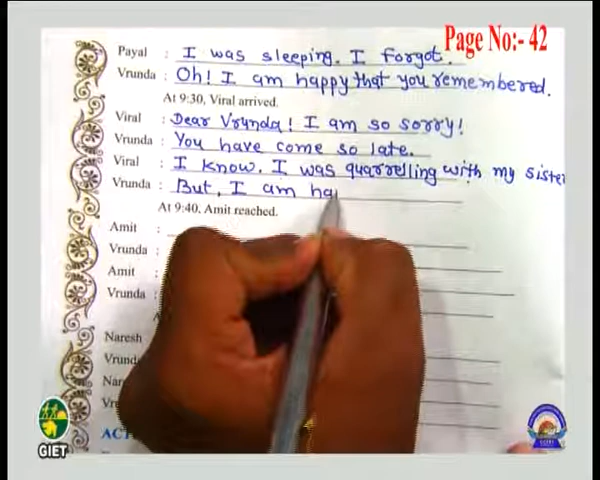 Page No:- 42
Payal : I was sleeping. I forgot.
Vrunda : Oh! I am happy that you remembered.
At 9:30, Viral arrived.
Viral : Dear Vrunda! I am so sorry!
Vrunda : You have come so late.
Viral : I know. I was quarrelling with my sister
Vrunda : But, I am ha
At 9:40, Amit reached.
Amit :
Vrunda :
Amit :
Vrunda :
Naresh
Vrunda
GIET